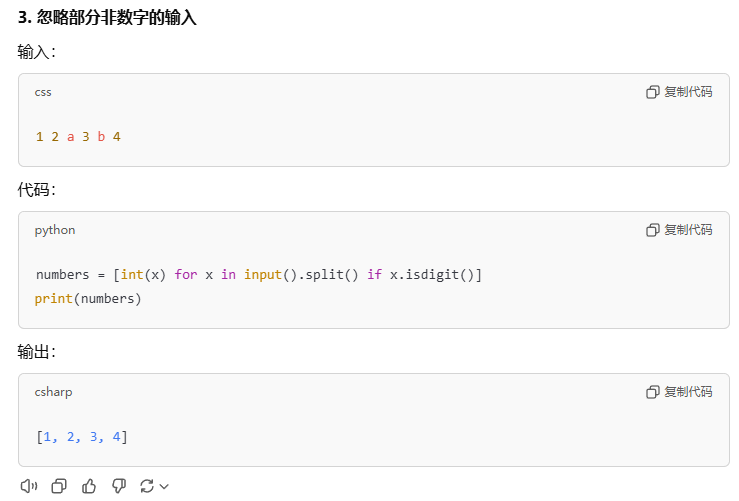 3. 忽略部分非数字的输入
输入：
css
复制代码
1 2 a 3 b 4
代码：
python
复制代码
numbers = [int(x) for x in input().split() if x.isdigit()]
print(numbers)
输出：
csharp
复制代码
[1, 2, 3, 4]